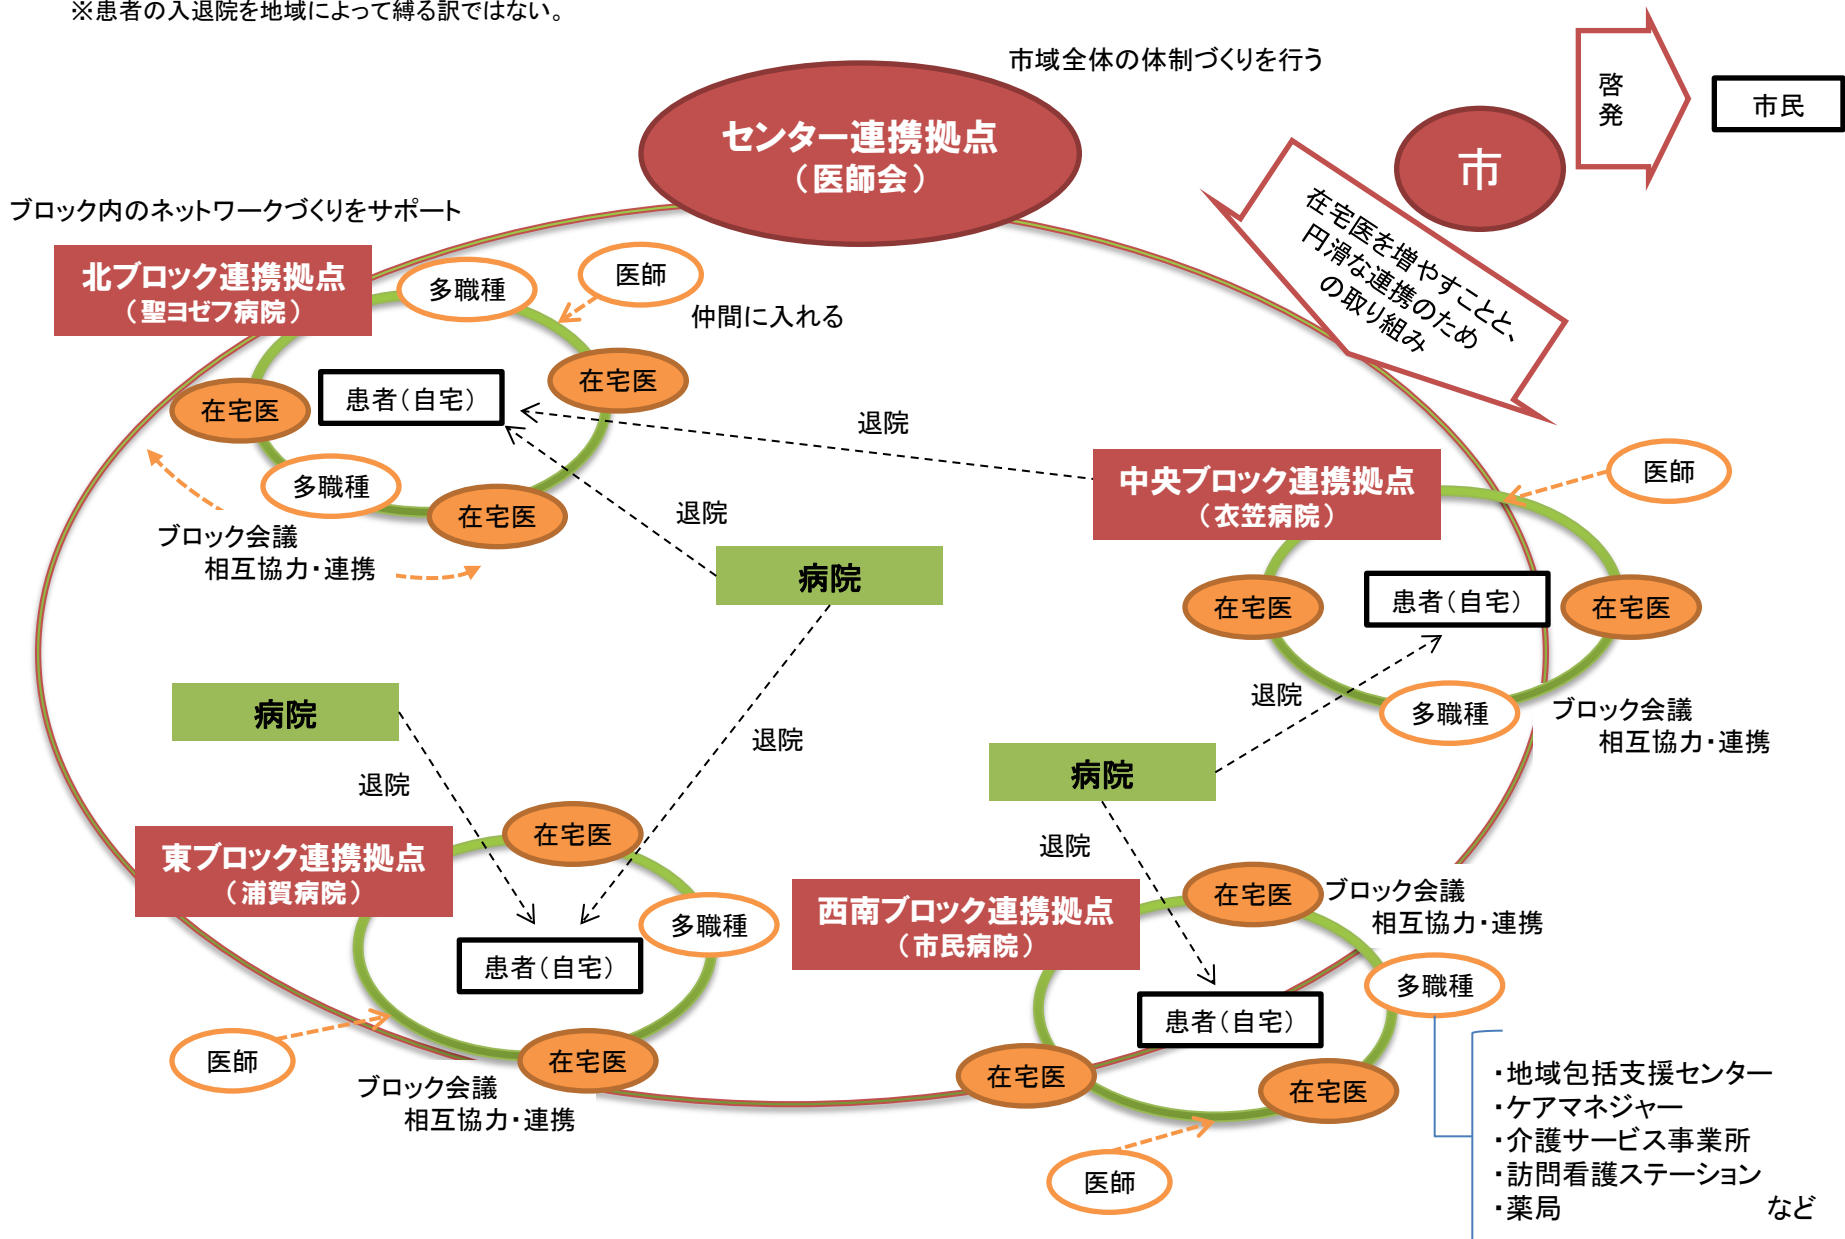 ※患者の入退院を地域によって縛る訳ではない。
市域全体の体制づくりを行う
センター連携拠点
（医師会）
市
啓
発
市民
在宅医を増やすことと、
円滑な連携のため
の取り組み
ブロック内のネットワークづくりをサポート
北ブロック連携拠点
（聖ヨゼフ病院）
多職種
医師
仲間に入れる
在宅医
患者（自宅）
在宅医
多職種
在宅医
ブロック会議
相互協力・連携
退院
退院
中央ブロック連携拠点
（衣笠病院）
医師
在宅医
患者（自宅）
在宅医
多職種
ブロック会議
相互協力・連携
退院
病院
病院
退院
退院
病院
退院
東ブロック連携拠点
（浦賀病院）
在宅医
多職種
患者（自宅）
医師
在宅医
ブロック会議
相互協力・連携
西南ブロック連携拠点
（市民病院）
在宅医
ブロック会議
相互協力・連携
多職種
患者（自宅）
在宅医
在宅医
医師
・地域包括支援センター
・ケアマネジャー
・介護サービス事業所
・訪問看護ステーション
・薬局　　　　　　　　など